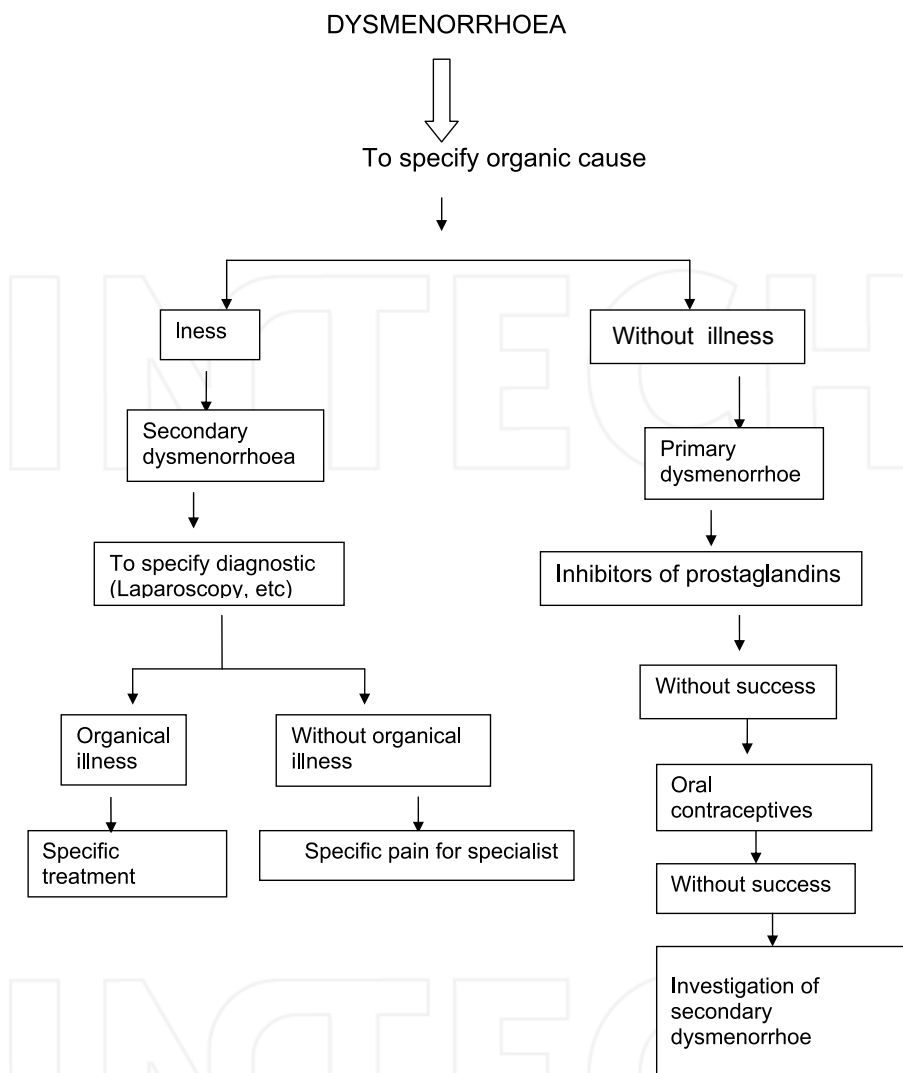 DYSMENORRHOEA
To specify organic cause
Iness
Without illness
Secondary
dysmenorrhoea
Primary
dysmenorrhoe
To specify diagnostic
(Laparoscopy, etc)
Inhibitors of prostaglandins
Without success
Organical
illness
Without organical
illness
Oral
contraceptives
Specific
treatment
Specific pain for specialist
Without success
Investigation of
secondary
dysmenorrhoe
INTECH
INTECH